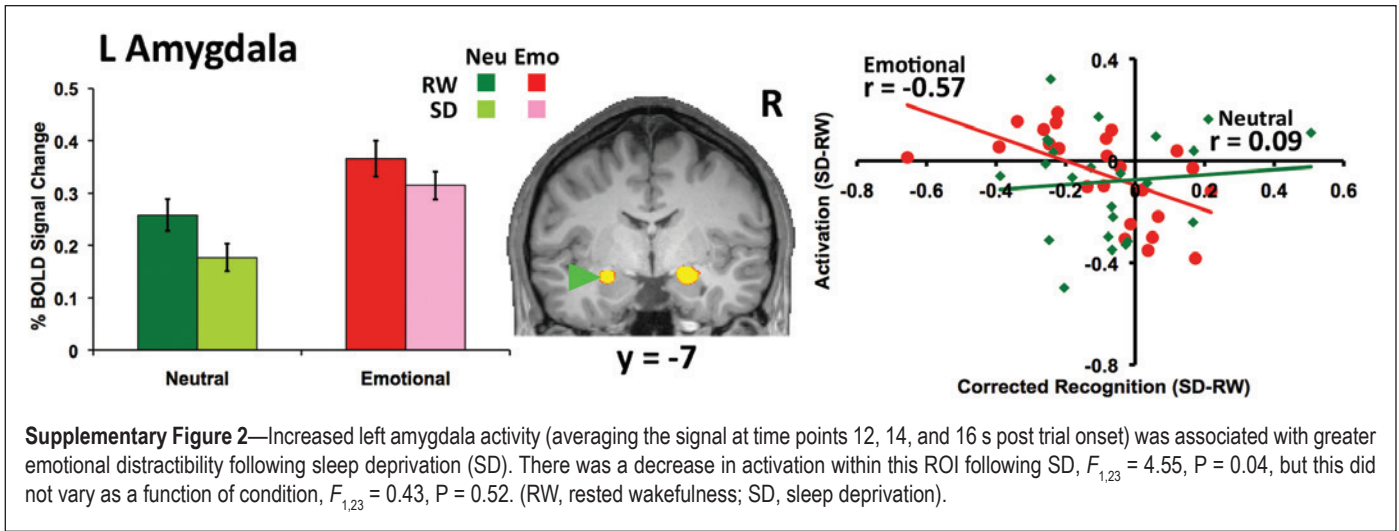 L Amygdala
Neu Emo
RW
SD
% BOLD Signal Change
0.5
0.4
0.3
0.2
0.1
0
Neutral
Emotional
R
y = -7
Emotional
r = -0.57
Neutral
r = 0.09
Activation (SD-RW)
0.4
0
-0.4
-0.8
-0.8 -0.6 -0.4 -0.2 0 0.2 0.4 0.6
Corrected Recognition (SD-RW)
Supplementary Figure 2—Increased left amygdala activity (averaging the signal at time points 12, 14, and 16 s post trial onset) was associated with greater
emotional distractibility following sleep deprivation (SD). There was a decrease in activation within this ROI following SD, F1,23 = 4.55, P = 0.04, but this did
not vary as a function of condition, F1,23 = 0.43, P = 0.52. (RW, rested wakefulness; SD, sleep deprivation).